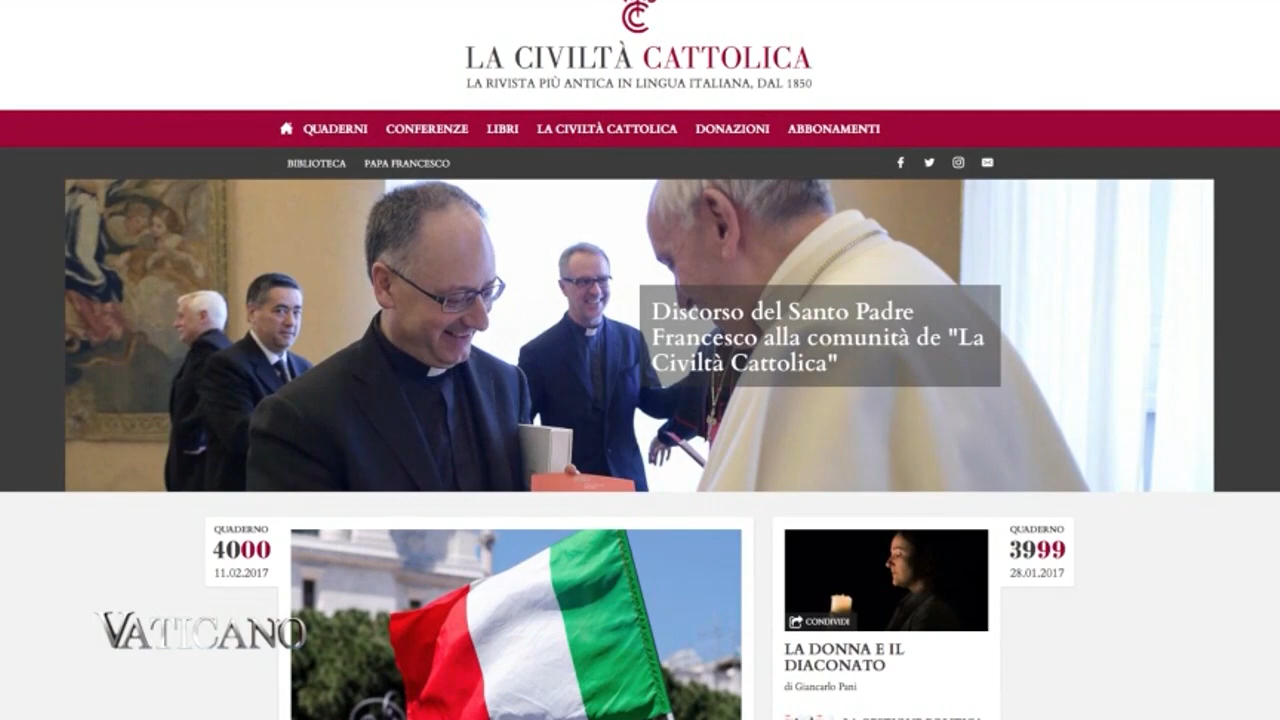 LA CIVILTÀ CATTOLICA
LA RIVISTA PIÙ ANTICA IN LINGUA ITALIANA, DAL 1850
QUADERNI CONFERENZE LIBRI LA CIVILTÀ CATTOLICA DONAZIONI ABBONAMENTI
BIBLIOTECA PAPA FRANCESCO
Discorso del Santo Padre
Francesco alla comunità de "La
Civiltà Cattolica"
QUADERNO
4000
11.02.2017
VATICANO
CONDIVIDI
QUADERNO
3999
28.01.2017
LA DONNA E IL
DIACONATO
di Giancarlo Pani